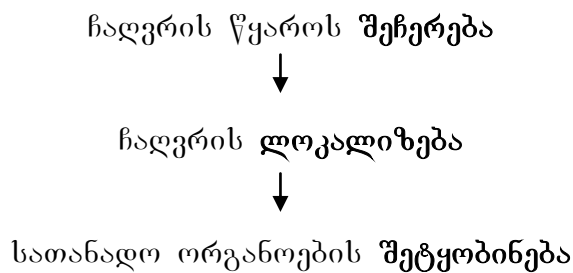 ჩაღვრის წყაროს შეჩერება
ჩაღვრის ლოკალიზება
სათანადო ორგანოების შეტყობინება